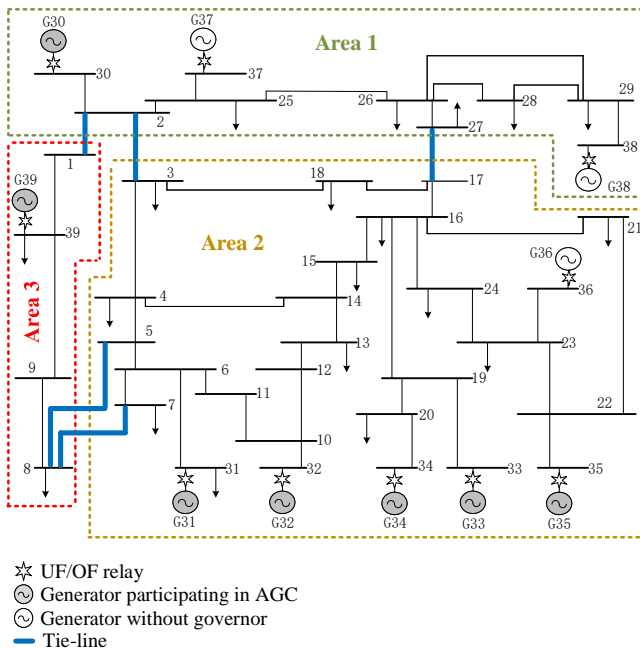 G30
G37
Area 1
30
37
25
26
28
29
2
27
38
G38
1
3
18
17
G39
16
21
Area 2
G36
39
15
24
36
Area 3
4
14
5
13
23
9
6
12
19
7
11
20
22
10
8
31
32
34
33
35
G31
G32
G34
G33
G35
UF/OF relay
Generator participating in AGC
Generator without governor
Tie-line